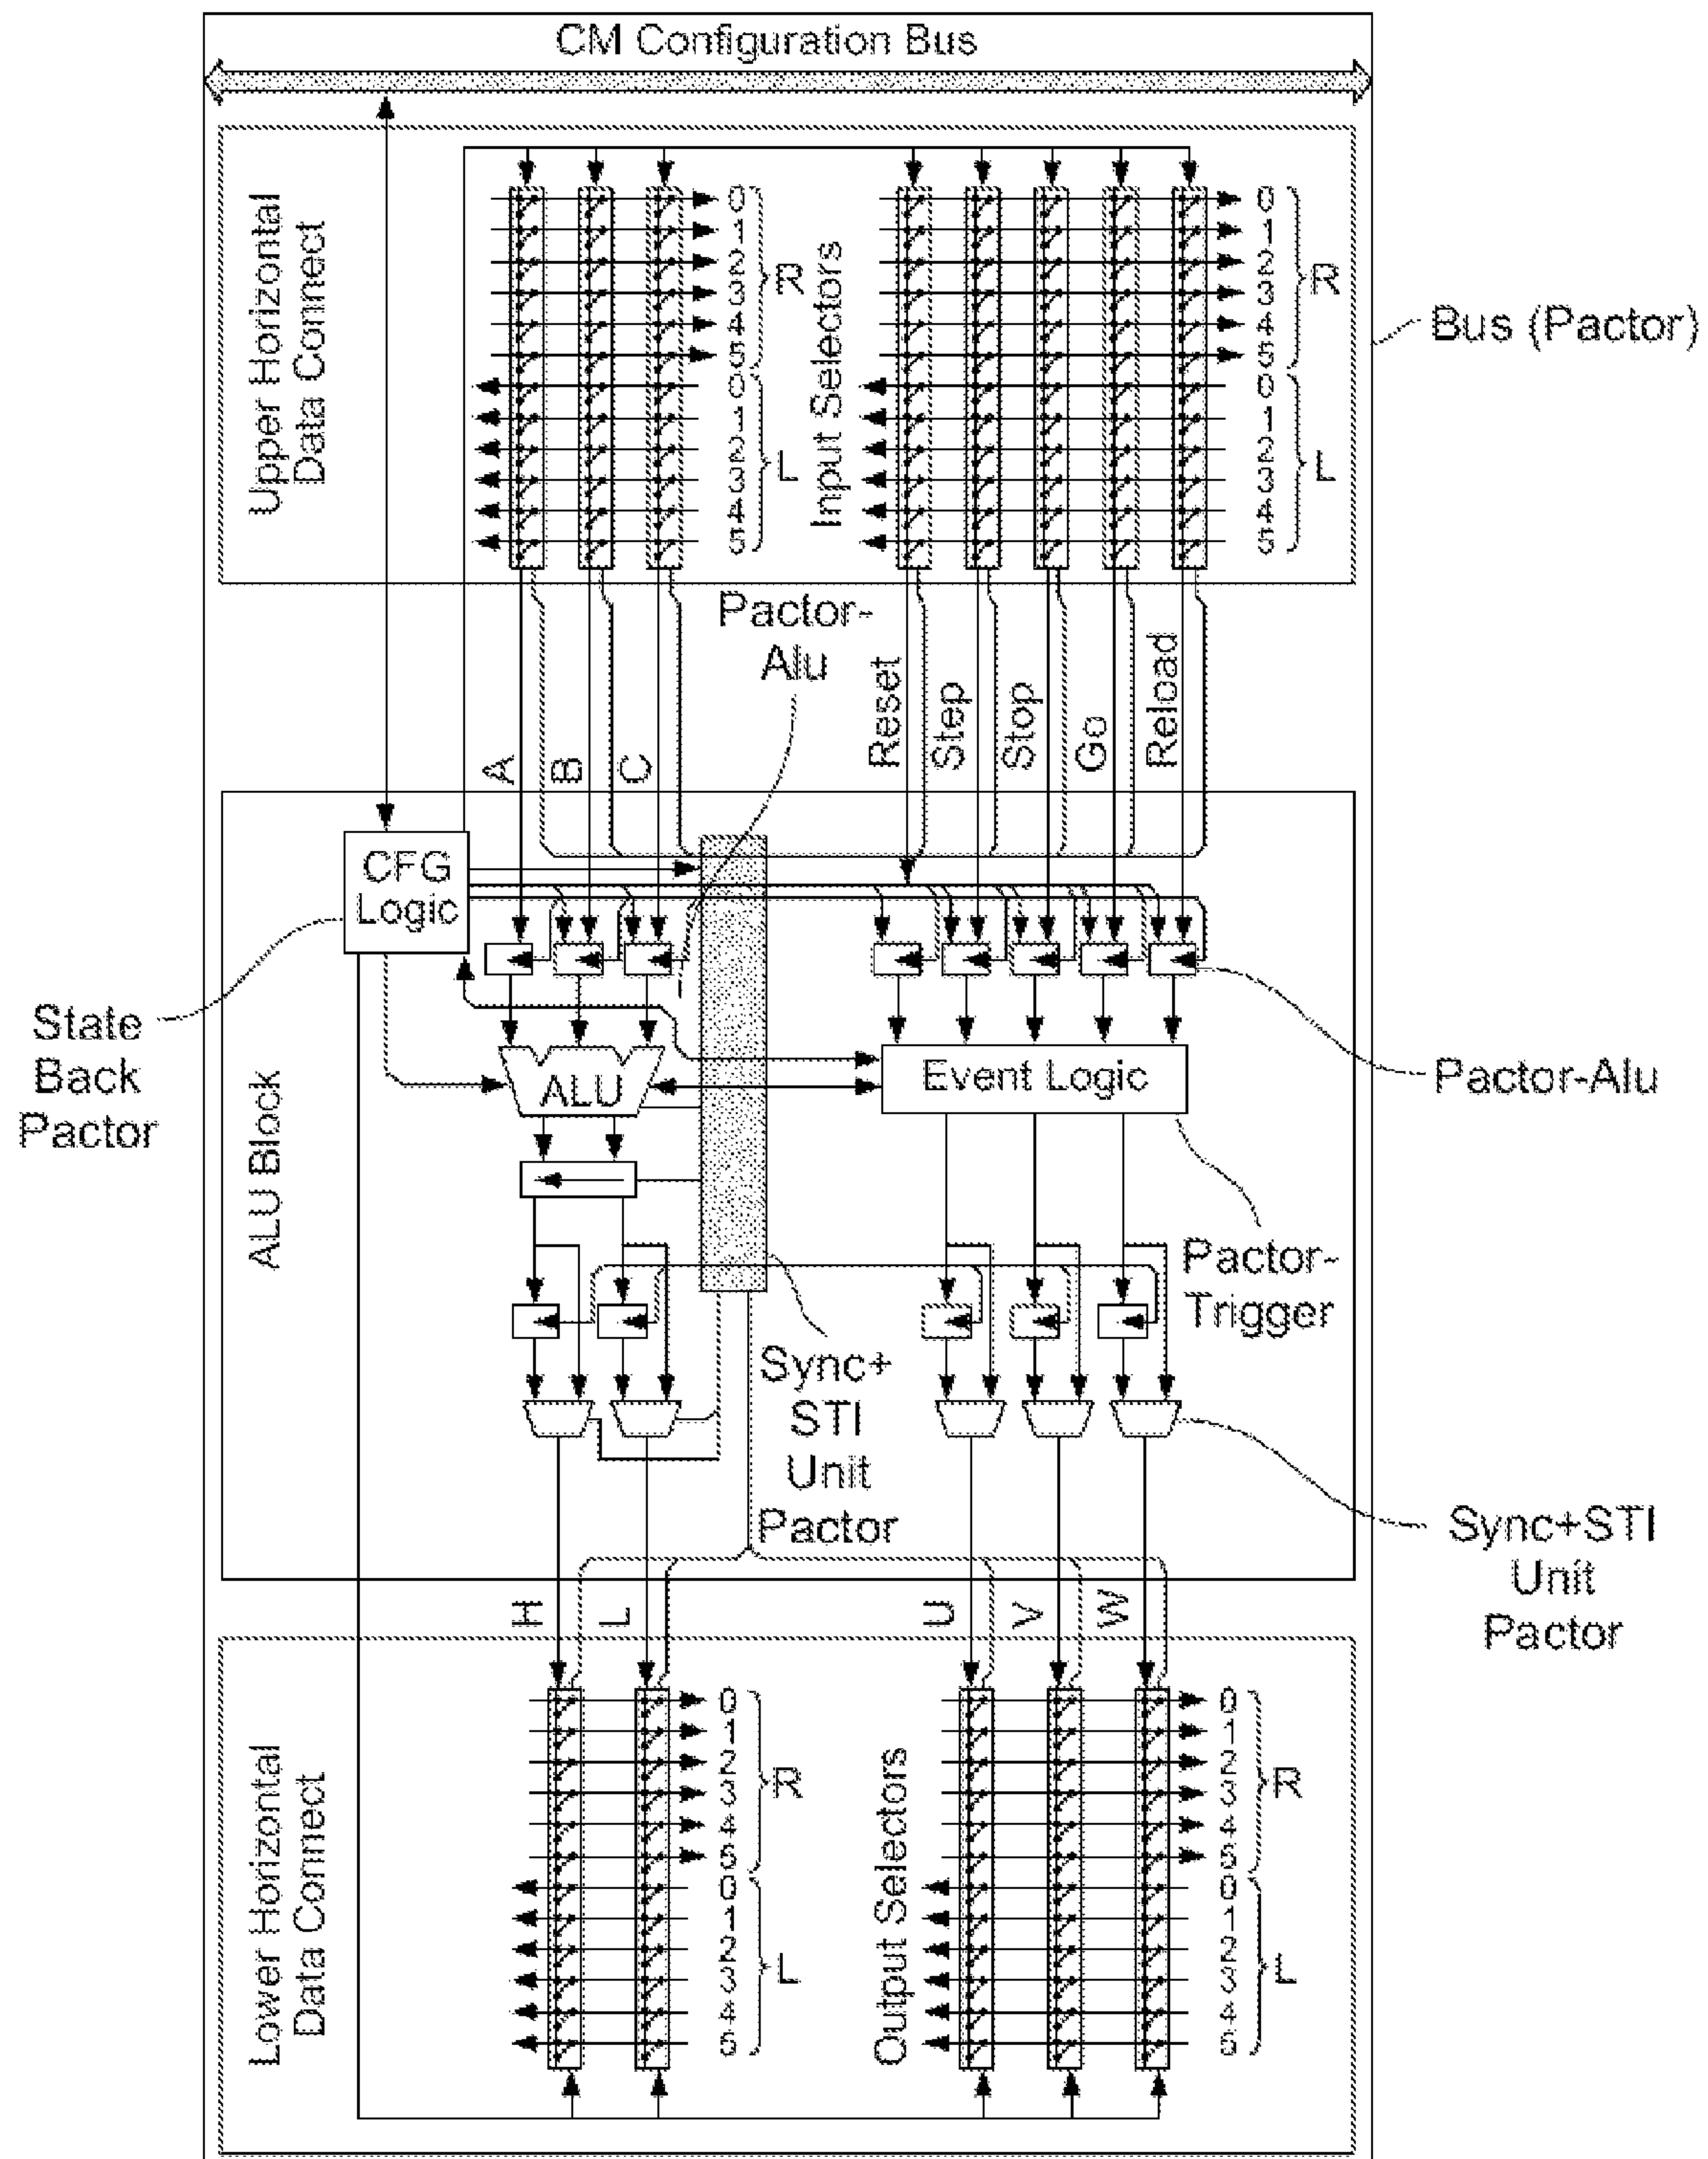 CM Configuration Bus
Upper Horizontal
Data Connect
0
1
2
3
4
5
R
0
1
2
3
4
5
L
Input Selectors
0
1
2
3
4
5
R
0
1
2
3
4
5
L
Bus (Pactor)
Pactor-
Alu
A
B
C
Reset
Step
Stop
Go
Reload
CFG
Logic
State
Back
Pactor
ALU Block
ALU
Event Logic
Pactor-Alu
Pactor-
Trigger
Sync+
STI
Unit
Pactor
Sync+STI
Unit
Pactor
H
L
U
V
W
Lower Horizontal
Data Connect
0
1
2
3
4
5
R
0
1
2
3
4
5
L
Output Selectors
0
1
2
3
4
5
R
0
1
2
3
4
5
L